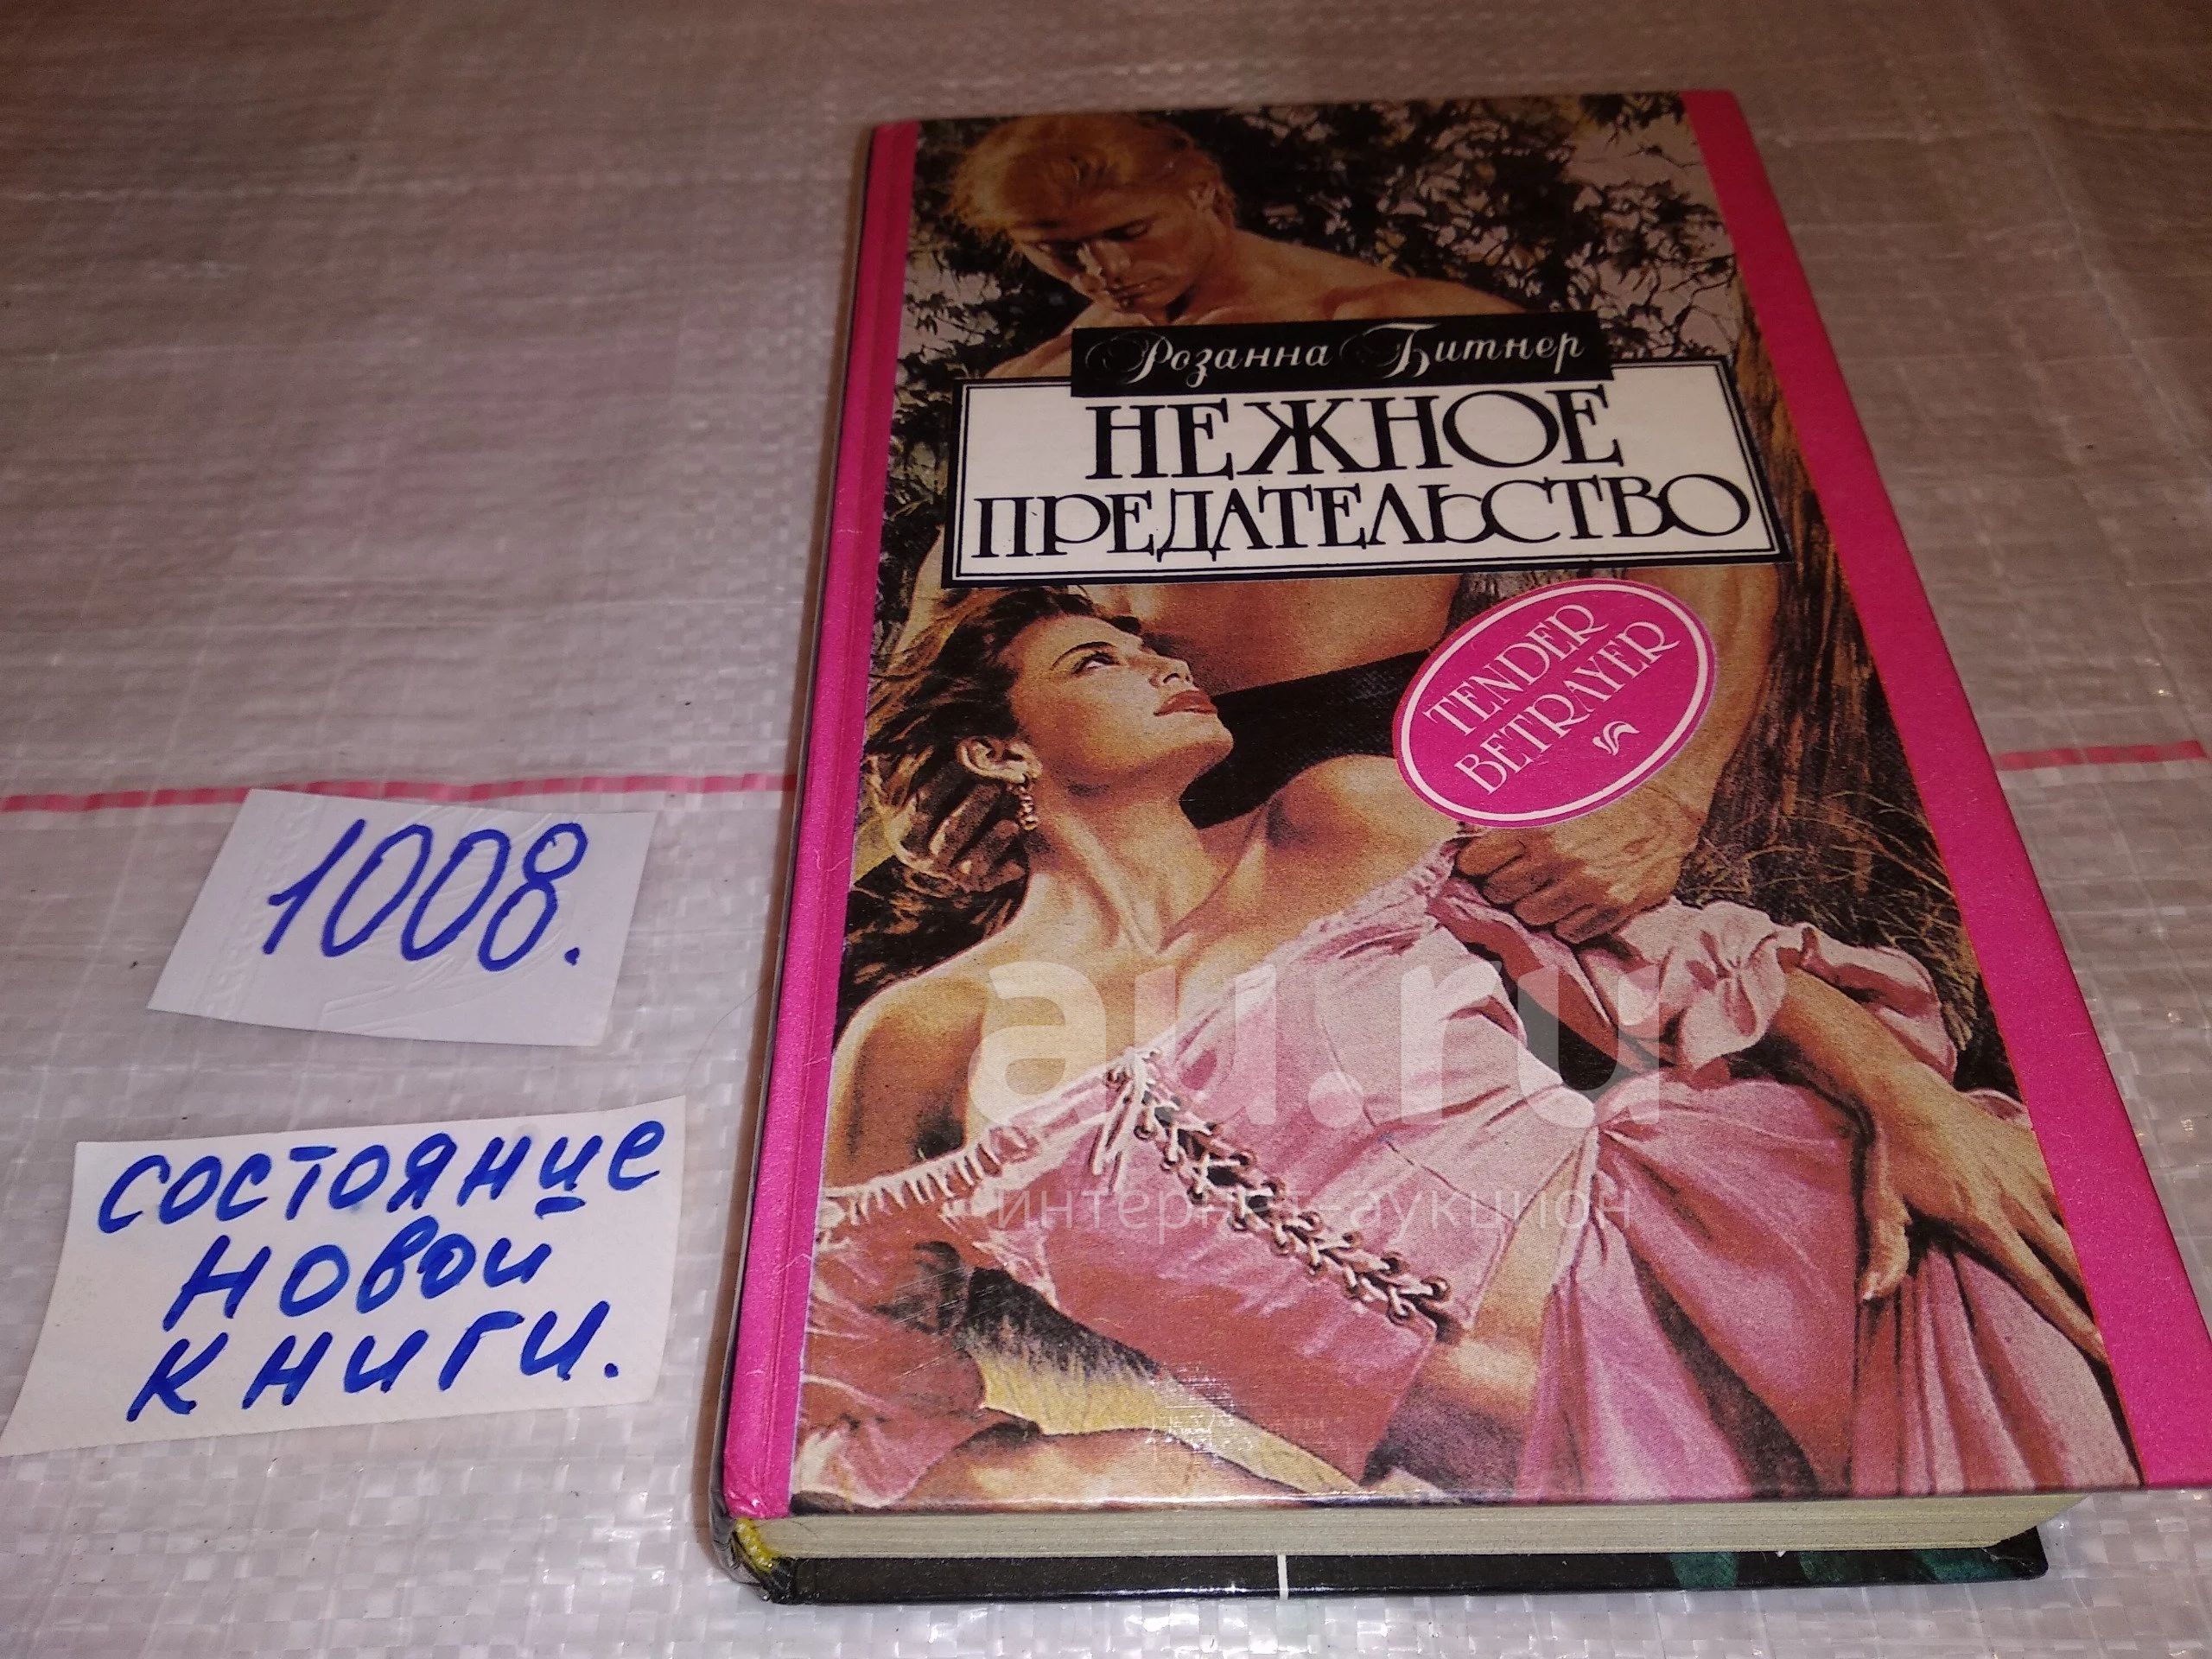 Розанна Битнер
НЕЖНОЕ
ПРЕДАТЕЛЬСТВО
TENDER
BETRAYER
1008.
состояние
новой
книги.
au.ru
интернет-аукцион